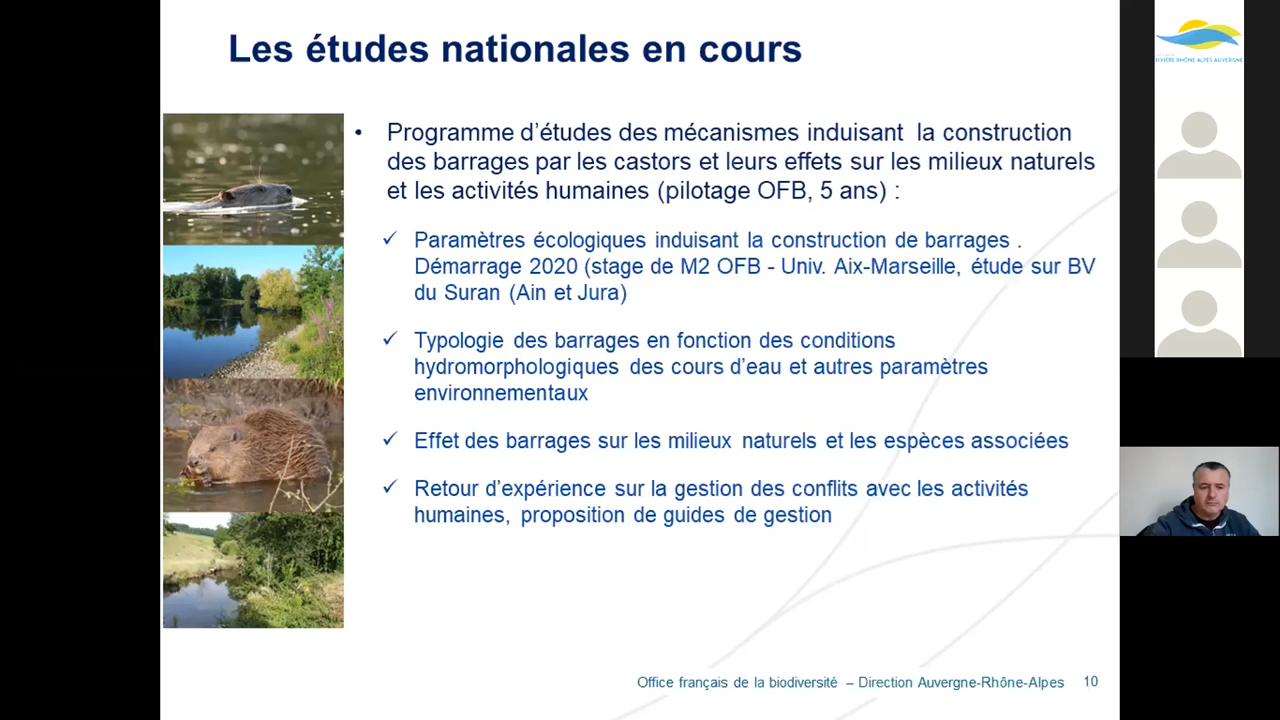 Les études nationales en cours
RIVIÈRE RHÔNE ALPES AUVERGNE
• Programme d'études des mécanismes induisant la construction
des barrages par les castors et leurs effets sur les milieux naturels
et les activités humaines (pilotage OFB, 5 ans) :
✓ Paramètres écologiques induisant la construction de barrages .
Démarrage 2020 (stage de M2 OFB - Univ. Aix-Marseille, étude sur BV
du Suran (Ain et Jura)
✓ Typologie des barrages en fonction des conditions
hydromorphologiques des cours d'eau et autres paramètres
environnementaux
✓ Effet des barrages sur les milieux naturels et les espèces associées
✓ Retour d'expérience sur la gestion des conflits avec les activités
humaines, proposition de guides de gestion
Office français de la biodiversité – Direction Auvergne-Rhône-Alpes 10